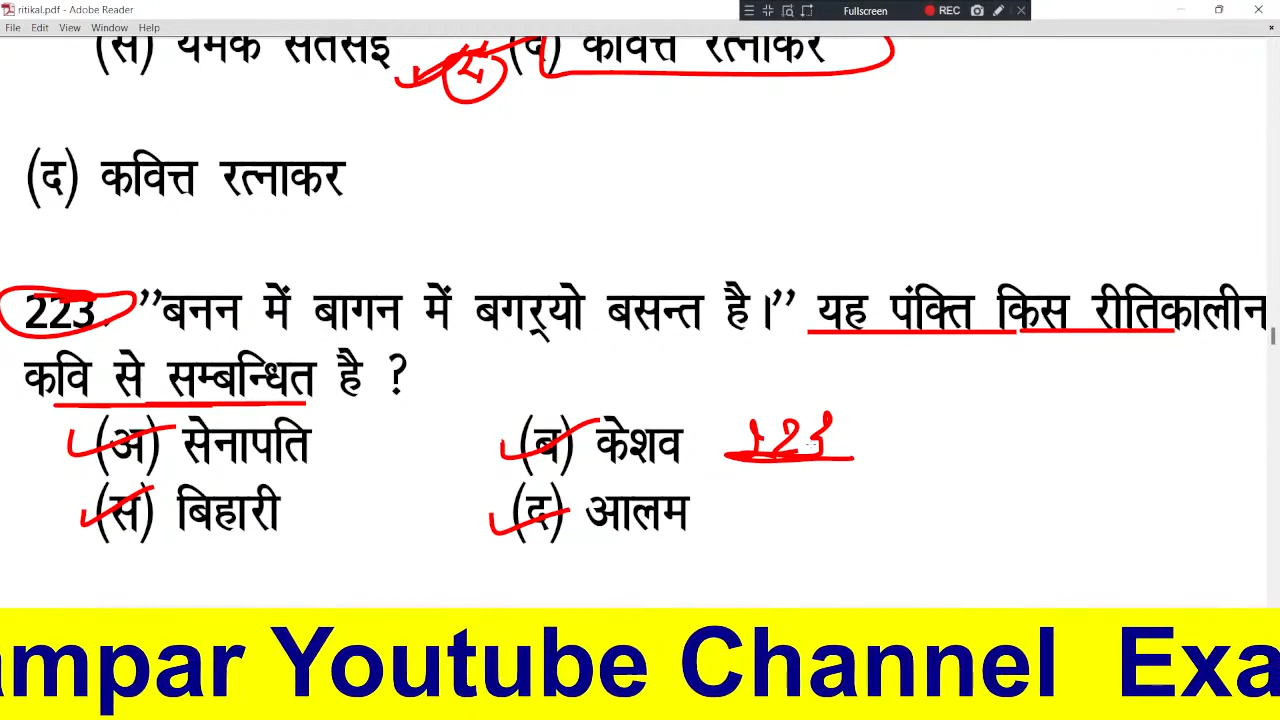 ritikal.pdf - Adobe Reader
Fullscreen
REC
File Edit View Window Help
(स) यमक सतसई (द) कवित्त रत्नाकर
द
(द) कवित्त रत्नाकर
223. ’’बनन में बागन में बगर्‌यो बसन्त है।’’ यह पंक्ति किस रीतिकालीन
कवि से सम्बन्धित है ?
(अ) सेनापति (ब) केशव
(स) बिहारी (द) आलम
ampar Youtube Channel Exa